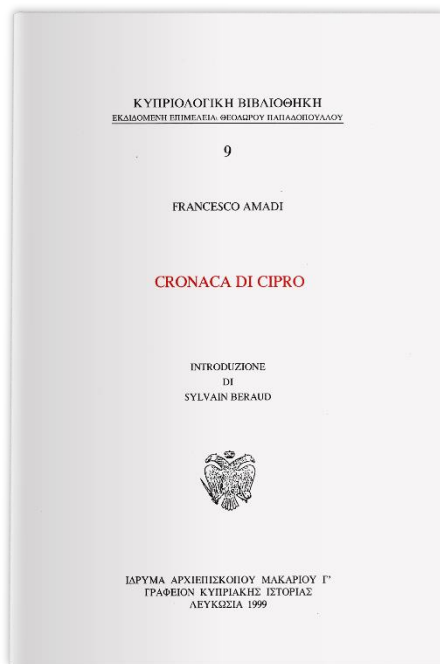 ΚΥΠΡΙΟΛΟΓΙΚΗ ΒΙΒΛΙΟΘΗΚΗ
ΕΚΔΙΔΟΜΕΝΗ ΕΠΙΜΕΛΕΙΑ: ΘΕΟΔΩΡΟΥ ΠΑΠΑΔΟΠΟΥΛΛΟΥ
9
FRANCESCO AMADI
CRONACA DI CIPRO
INTRODUZIONE
DI
SYLVAIN BERAUD
ΙΔΡΥΜΑ ΑΡΧΙΕΠΙΣΚΟΠΟΥ ΜΑΚΑΡΙΟΥ Γ'
ΓΡΑΦΕΙΟΝ ΚΥΠΡΙΑΚΗΣ ΙΣΤΟΡΙΑΣ
ΛΕΥΚΩΣΙΑ 1999